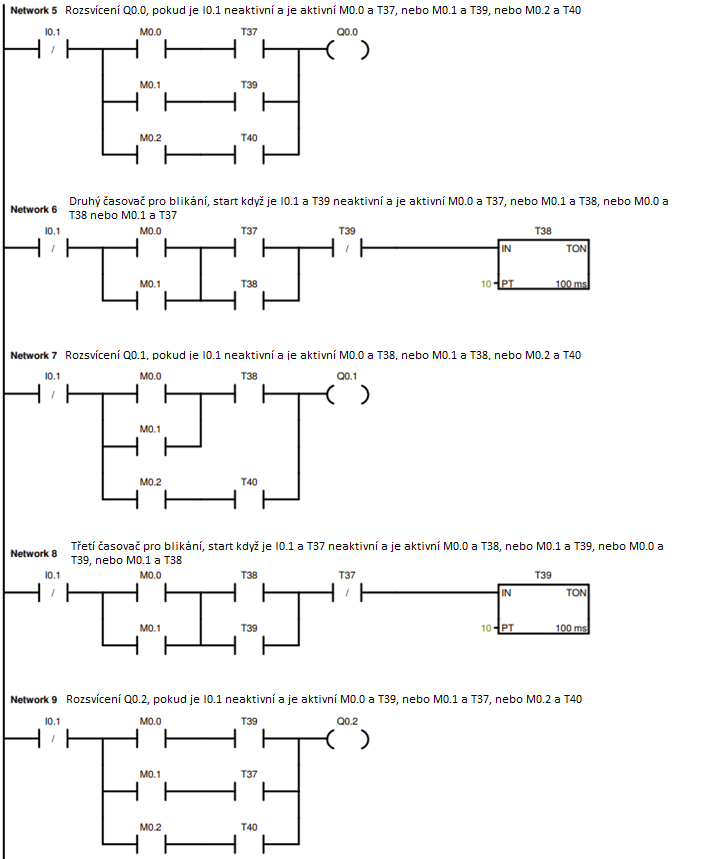 Network 5 Rozsvícení Q0.0, pokud je I0.1 neaktivní a je aktivní M0.0 a T37, nebo M0.1 a T39, nebo M0.2 a T40
I0.1 M0.0 T37 Q0.0
/
M0.1 T39
M0.2 T40
Network 6 Druhý časovač pro blikání, start když je I0.1 a T39 neaktivní a je aktivní M0.0 a T37, nebo M0.1 a T38, nebo M0.0 a
T38 nebo M0.1 a T37
I0.1 M0.0 T37 T39 T38
/ / IN TON
M0.1 T38
10 PT 100 ms
Network 7 Rozsvícení Q0.1, pokud je I0.1 neaktivní a je aktivní M0.0 a T38, nebo M0.1 a T38, nebo M0.2 a T40
I0.1 M0.0 T38 Q0.1
/
M0.1
M0.2 T40
Network 8 Třetí časovač pro blikání, start když je I0.1 a T37 neaktivní a je aktivní M0.0 a T38, nebo M0.1 a T39, nebo M0.0 a
T39, nebo M0.1 a T38
I0.1 M0.0 T38 T37 T39
/ / IN TON
M0.1 T39
10 PT 100 ms
Network 9 Rozsvícení Q0.2, pokud je I0.1 neaktivní a je aktivní M0.0 a T39, nebo M0.1 a T37, nebo M0.2 a T40
I0.1 M0.0 T39 Q0.2
/
M0.1 T37
M0.2 T40